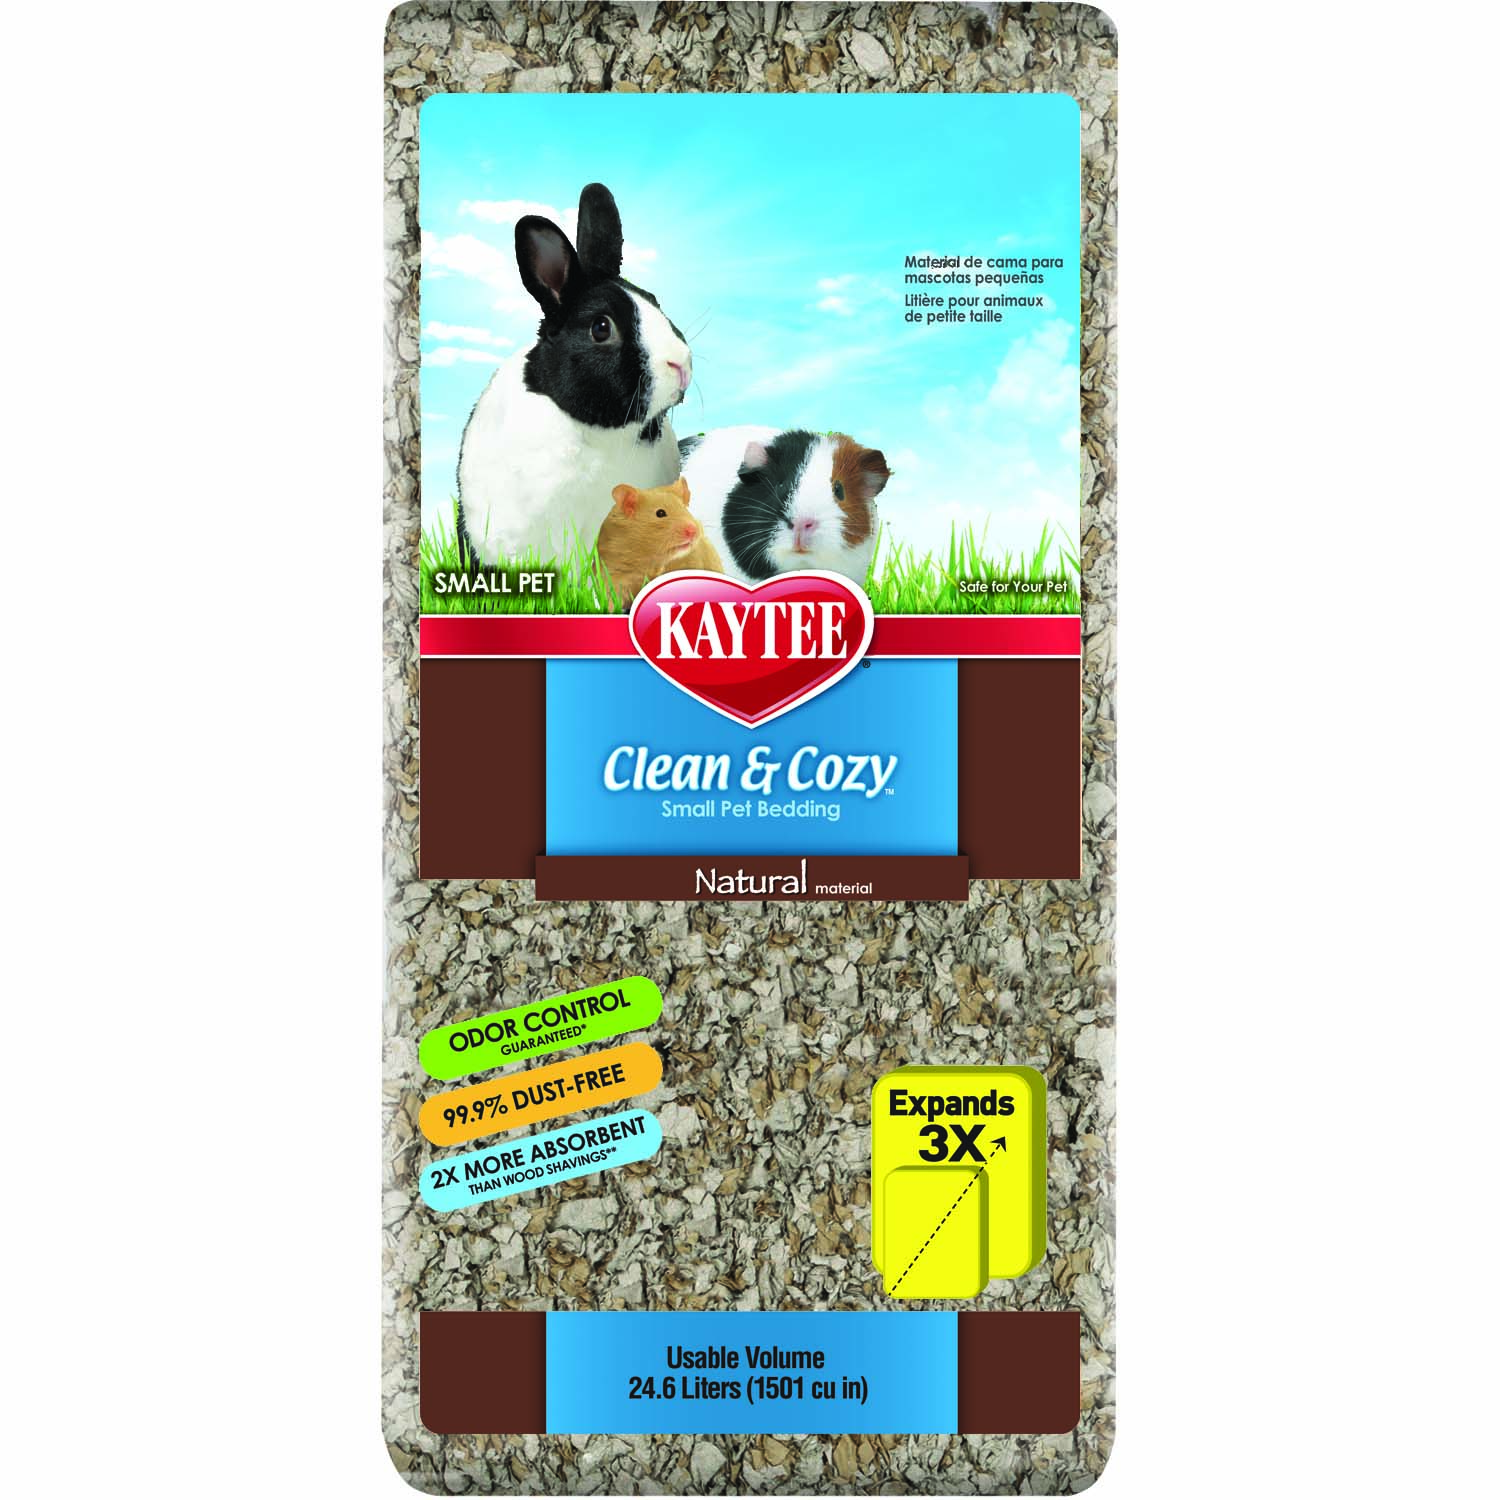 Material de cama para
mascotas pequeñas
Litière pour animaux
de petite taille
SMALL PET
Safe for Your Pet
KAYTEE®
Clean & Cozy™
Small Pet Bedding
Natural material
ODOR CONTROL
GUARANTEED*
99.9% DUST-FREE
2X MORE ABSORBENT
THAN WOOD SHAVINGS**
Expands
3X
Usable Volume
24.6 Liters (1501 cu in)